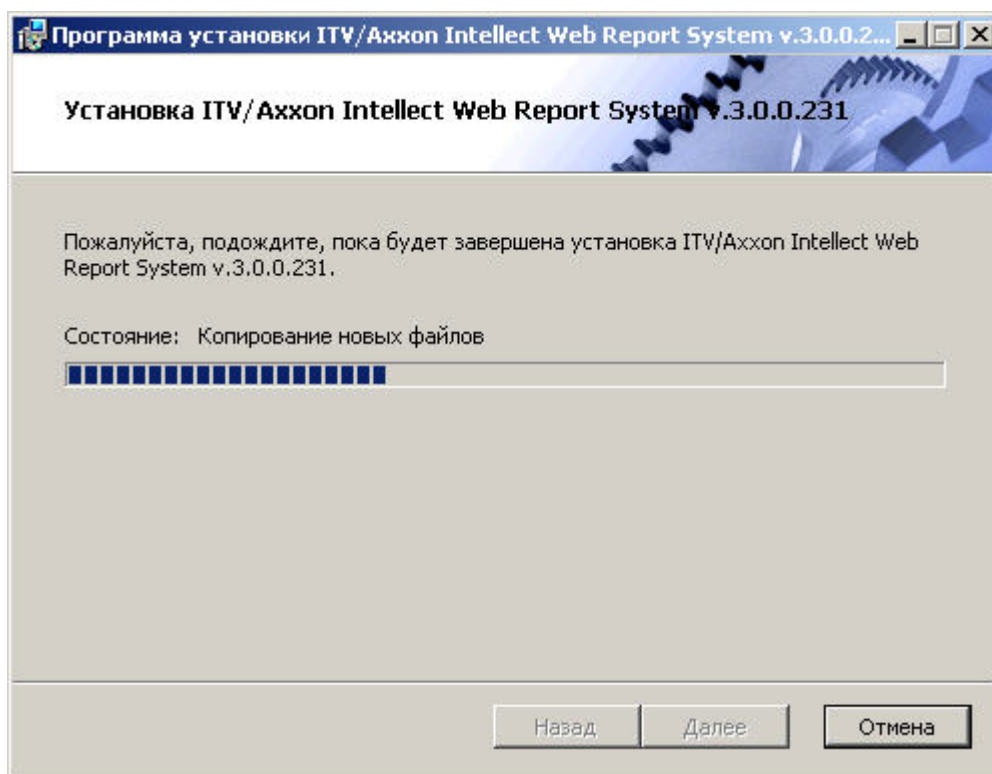 Программа установки ITV/Axxon Intellect Web Report System v.3.0.0.2...
Установка ITV/Axxon Intellect Web Report System v.3.0.0.231
Пожалуйста, подождите, пока будет завершена установка ITV/Axxon Intellect Web
Report System v.3.0.0.231.
Состояние: Копирование новых файлов
Назад Далее Отмена